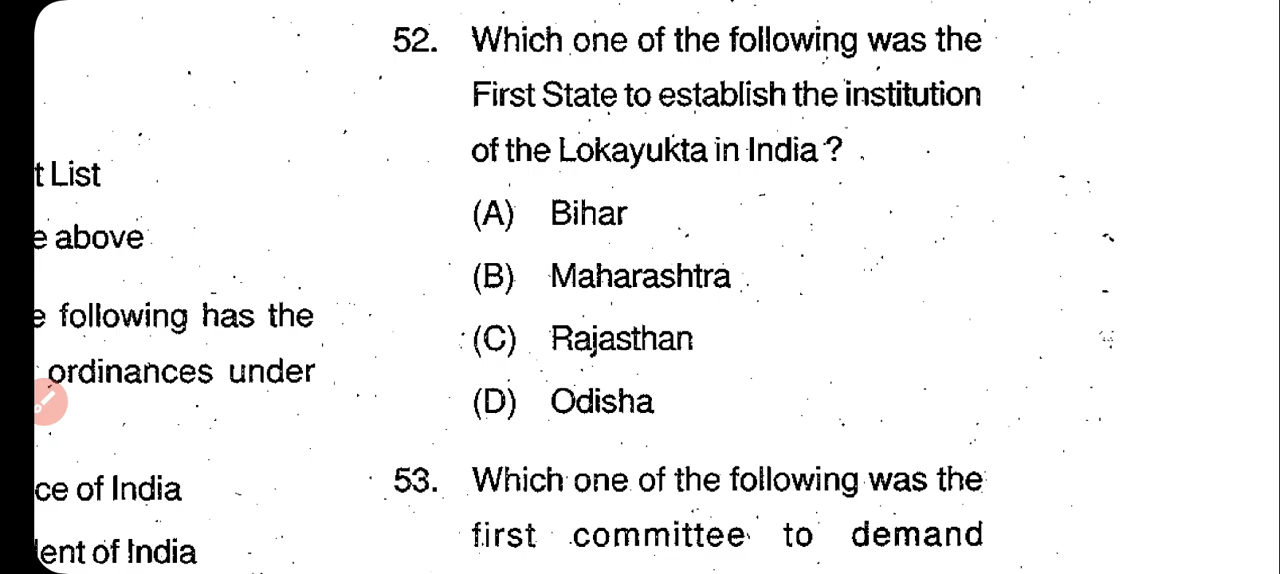 t List
e above
e following has the
ordinances under
ce of India
ent of India
52. Which one of the following was the
First State to establish the institution
of the Lokayukta in India ?
(A) Bihar
(B) Maharashtra
(C) Rajasthan
(D) Odisha
53. Which one of the following was the
first committee to demand